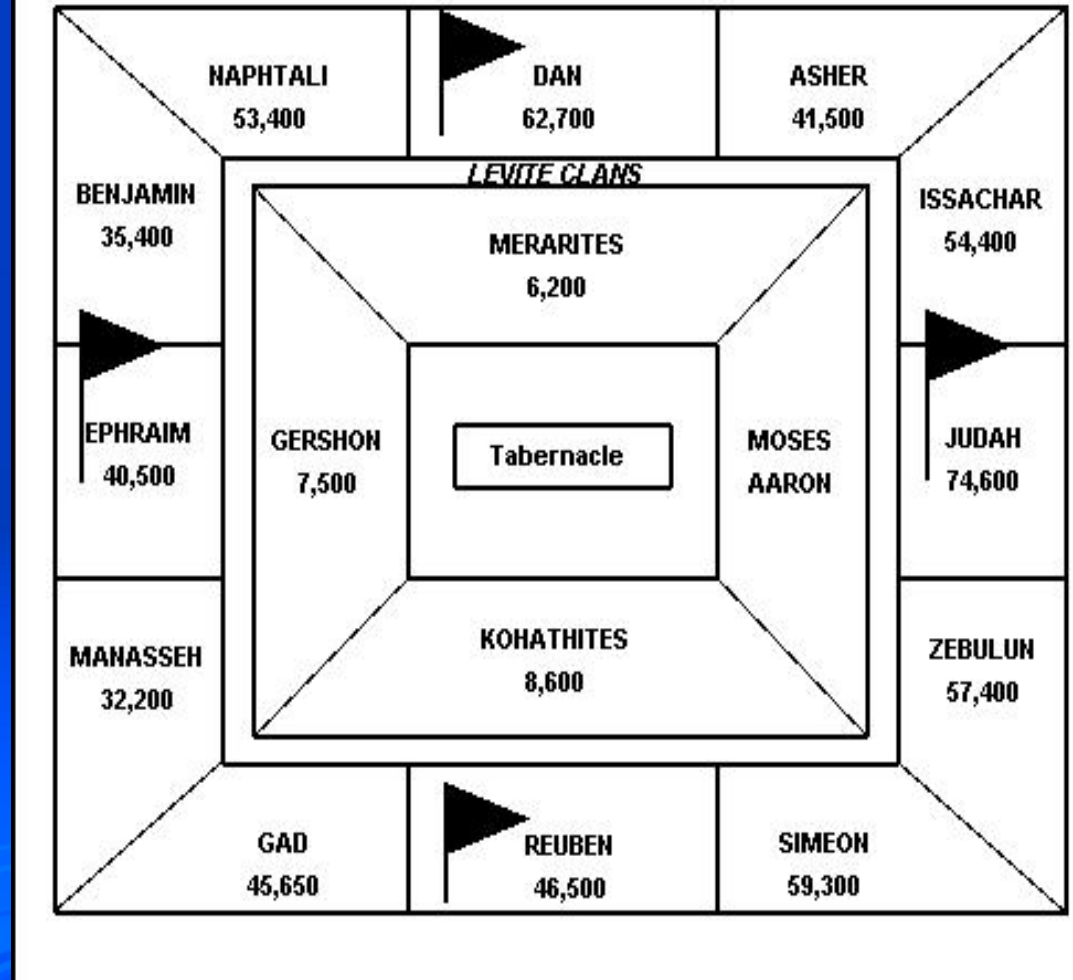 NAPHTALI
53,400
DAN
62,700
ASHER
41,500
LEVITE CLANS
BENJAMIN
35,400
MERARITES
6,200
ISSACHAR
54,400
EPHRAIM
40,500
GERSHON
7,500
Tabernacle
MOSES
AARON
JUDAH
74,600
MANASSEH
32,200
KOHATHITES
8,600
ZEBULUN
57,400
GAD
45,650
REUBEN
46,500
SIMEON
59,300